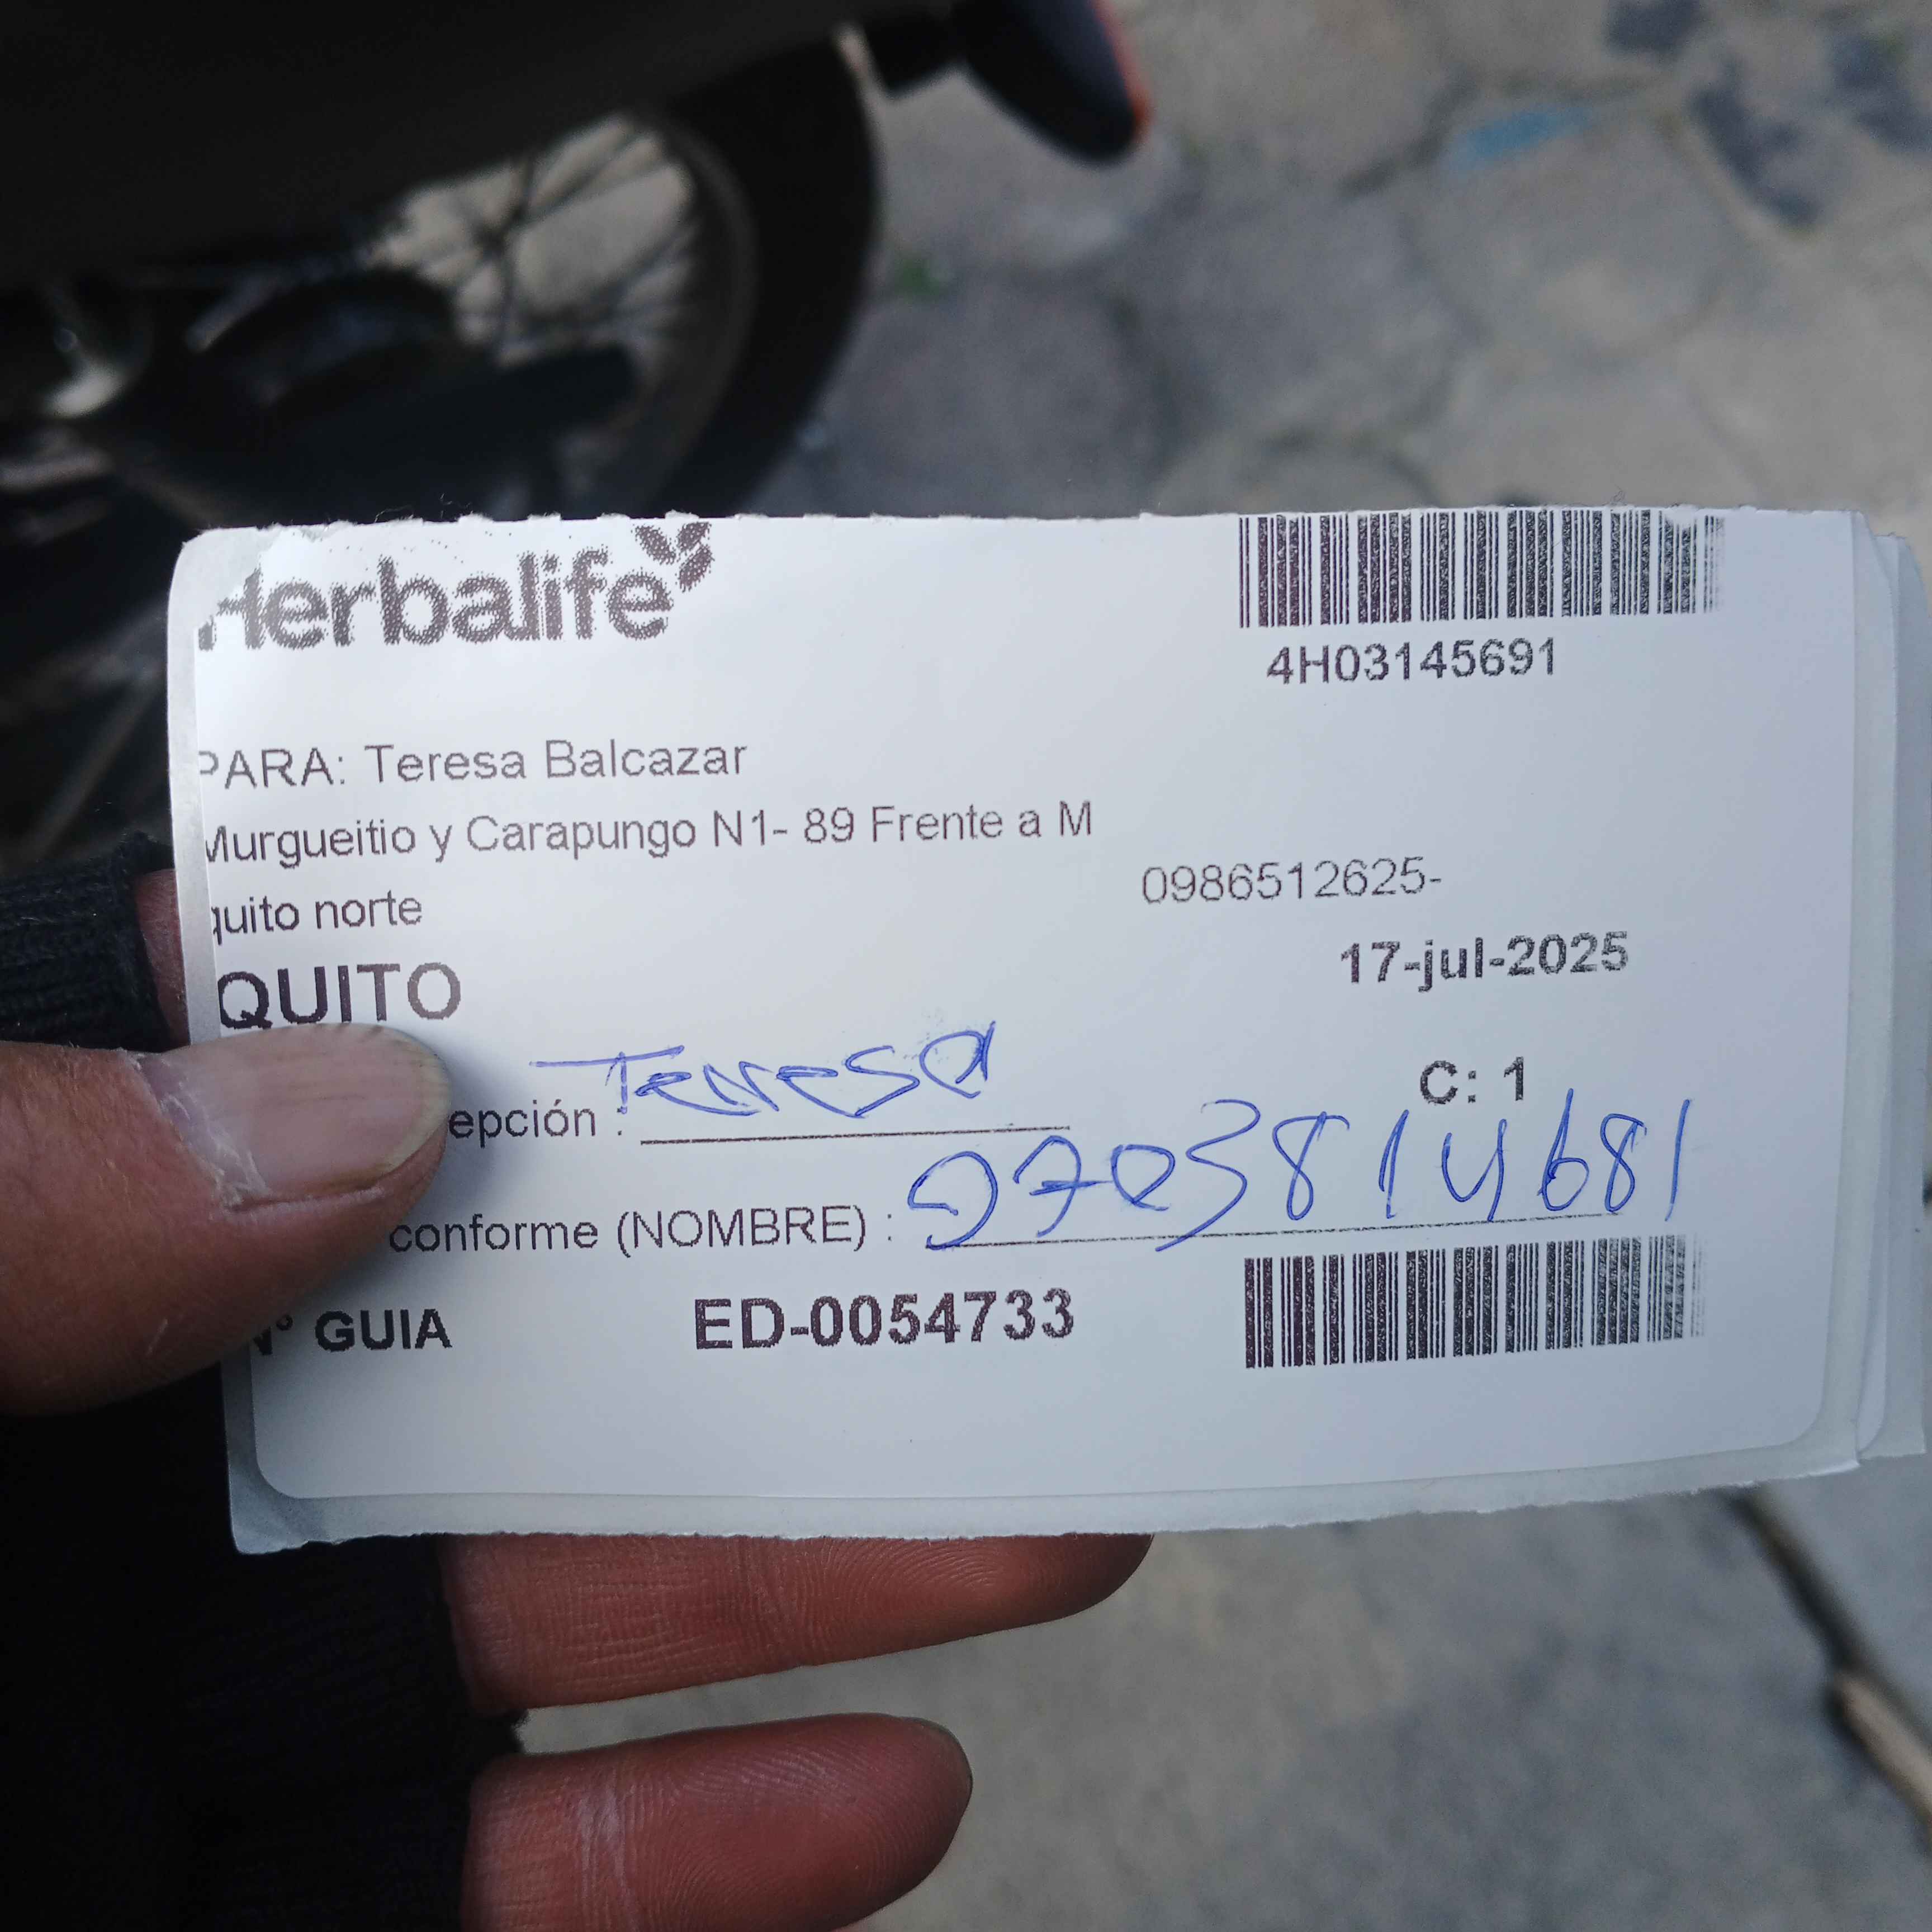 Herbalife
4H03145691
PARA: Teresa Balcazar
Murgueitio y Carapungo N1- 89 Frente a M
0986512625-
quito norte
17-jul-2025
QUITO
C: 1
epción : Teresa
conforme (NOMBRE) :
N° GUIA ED-0054733